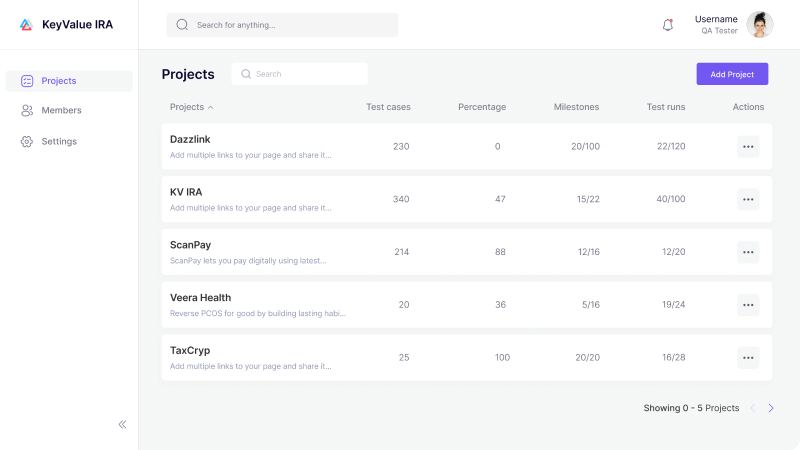 KeyValue IRA
Search for anything...
Username
QA Tester
Projects
Members
Settings
Projects
Search
Add Project
Projects Test cases Percentage Milestones Test runs Actions
Dazzlink
Add multiple links to your page and share it...
230 0 20/100 22/120
KV IRA
Add multiple links to your page and share it...
340 47 15/22 40/100
ScanPay
ScanPay lets you pay digitally using latest...
214 88 12/16 12/20
Veera Health
Reverse PCOS for good by building lasting habi...
20 36 5/16 19/24
TaxCryp
Add multiple links to your page and share it...
25 100 20/20 16/28
Showing 0 - 5 Projects